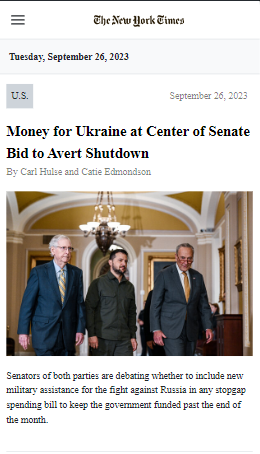 The New York Times
Tuesday, September 26, 2023
U.S.
September 26, 2023
Money for Ukraine at Center of Senate
Bid to Avert Shutdown
By Carl Hulse and Catie Edmondson
Senators of both parties are debating whether to include new
military assistance for the fight against Russia in any stopgap
spending bill to keep the government funded past the end of
the month.